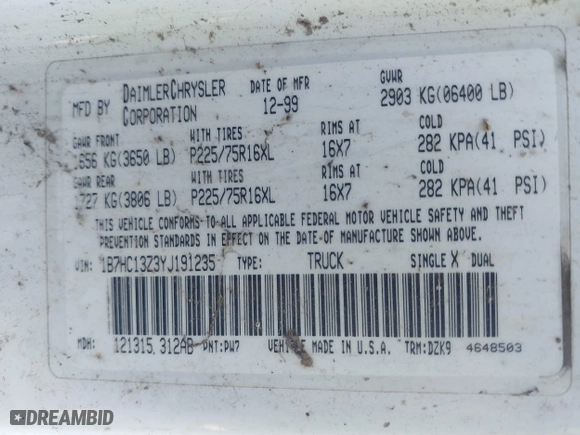 MFD BY DAIMLERCHRYSLER CORPORATION DATE OF MFR 12-99 GVWR 2903 KG(06400 LB)
GAWR FRONT WITH TIRES RIMS AT COLD
1656 KG(3650 LB) P225/75R16XL 16X7 282 KPA(41 PSI)
GAWR REAR WITH TIRES RIMS AT COLD
1727 KG(3806 LB) P225/75R16XL 16X7 282 KPA(41 PSI)
THIS VEHICLE CONFORMS TO ALL APPLICABLE FEDERAL MOTOR VEHICLE SAFETY AND THEFT
PREVENTION STANDARDS IN EFFECT ON THE DATE OF MANUFACTURE SHOWN ABOVE.
VIN: 1B7HC13Z3YJ191235 TYPE: TRUCK SINGLE X DUAL
MDH: 121315 312AB PNT:PW7 VEHICLE MADE IN U.S.A. TRM:DZK9 4648503
DREAMBID